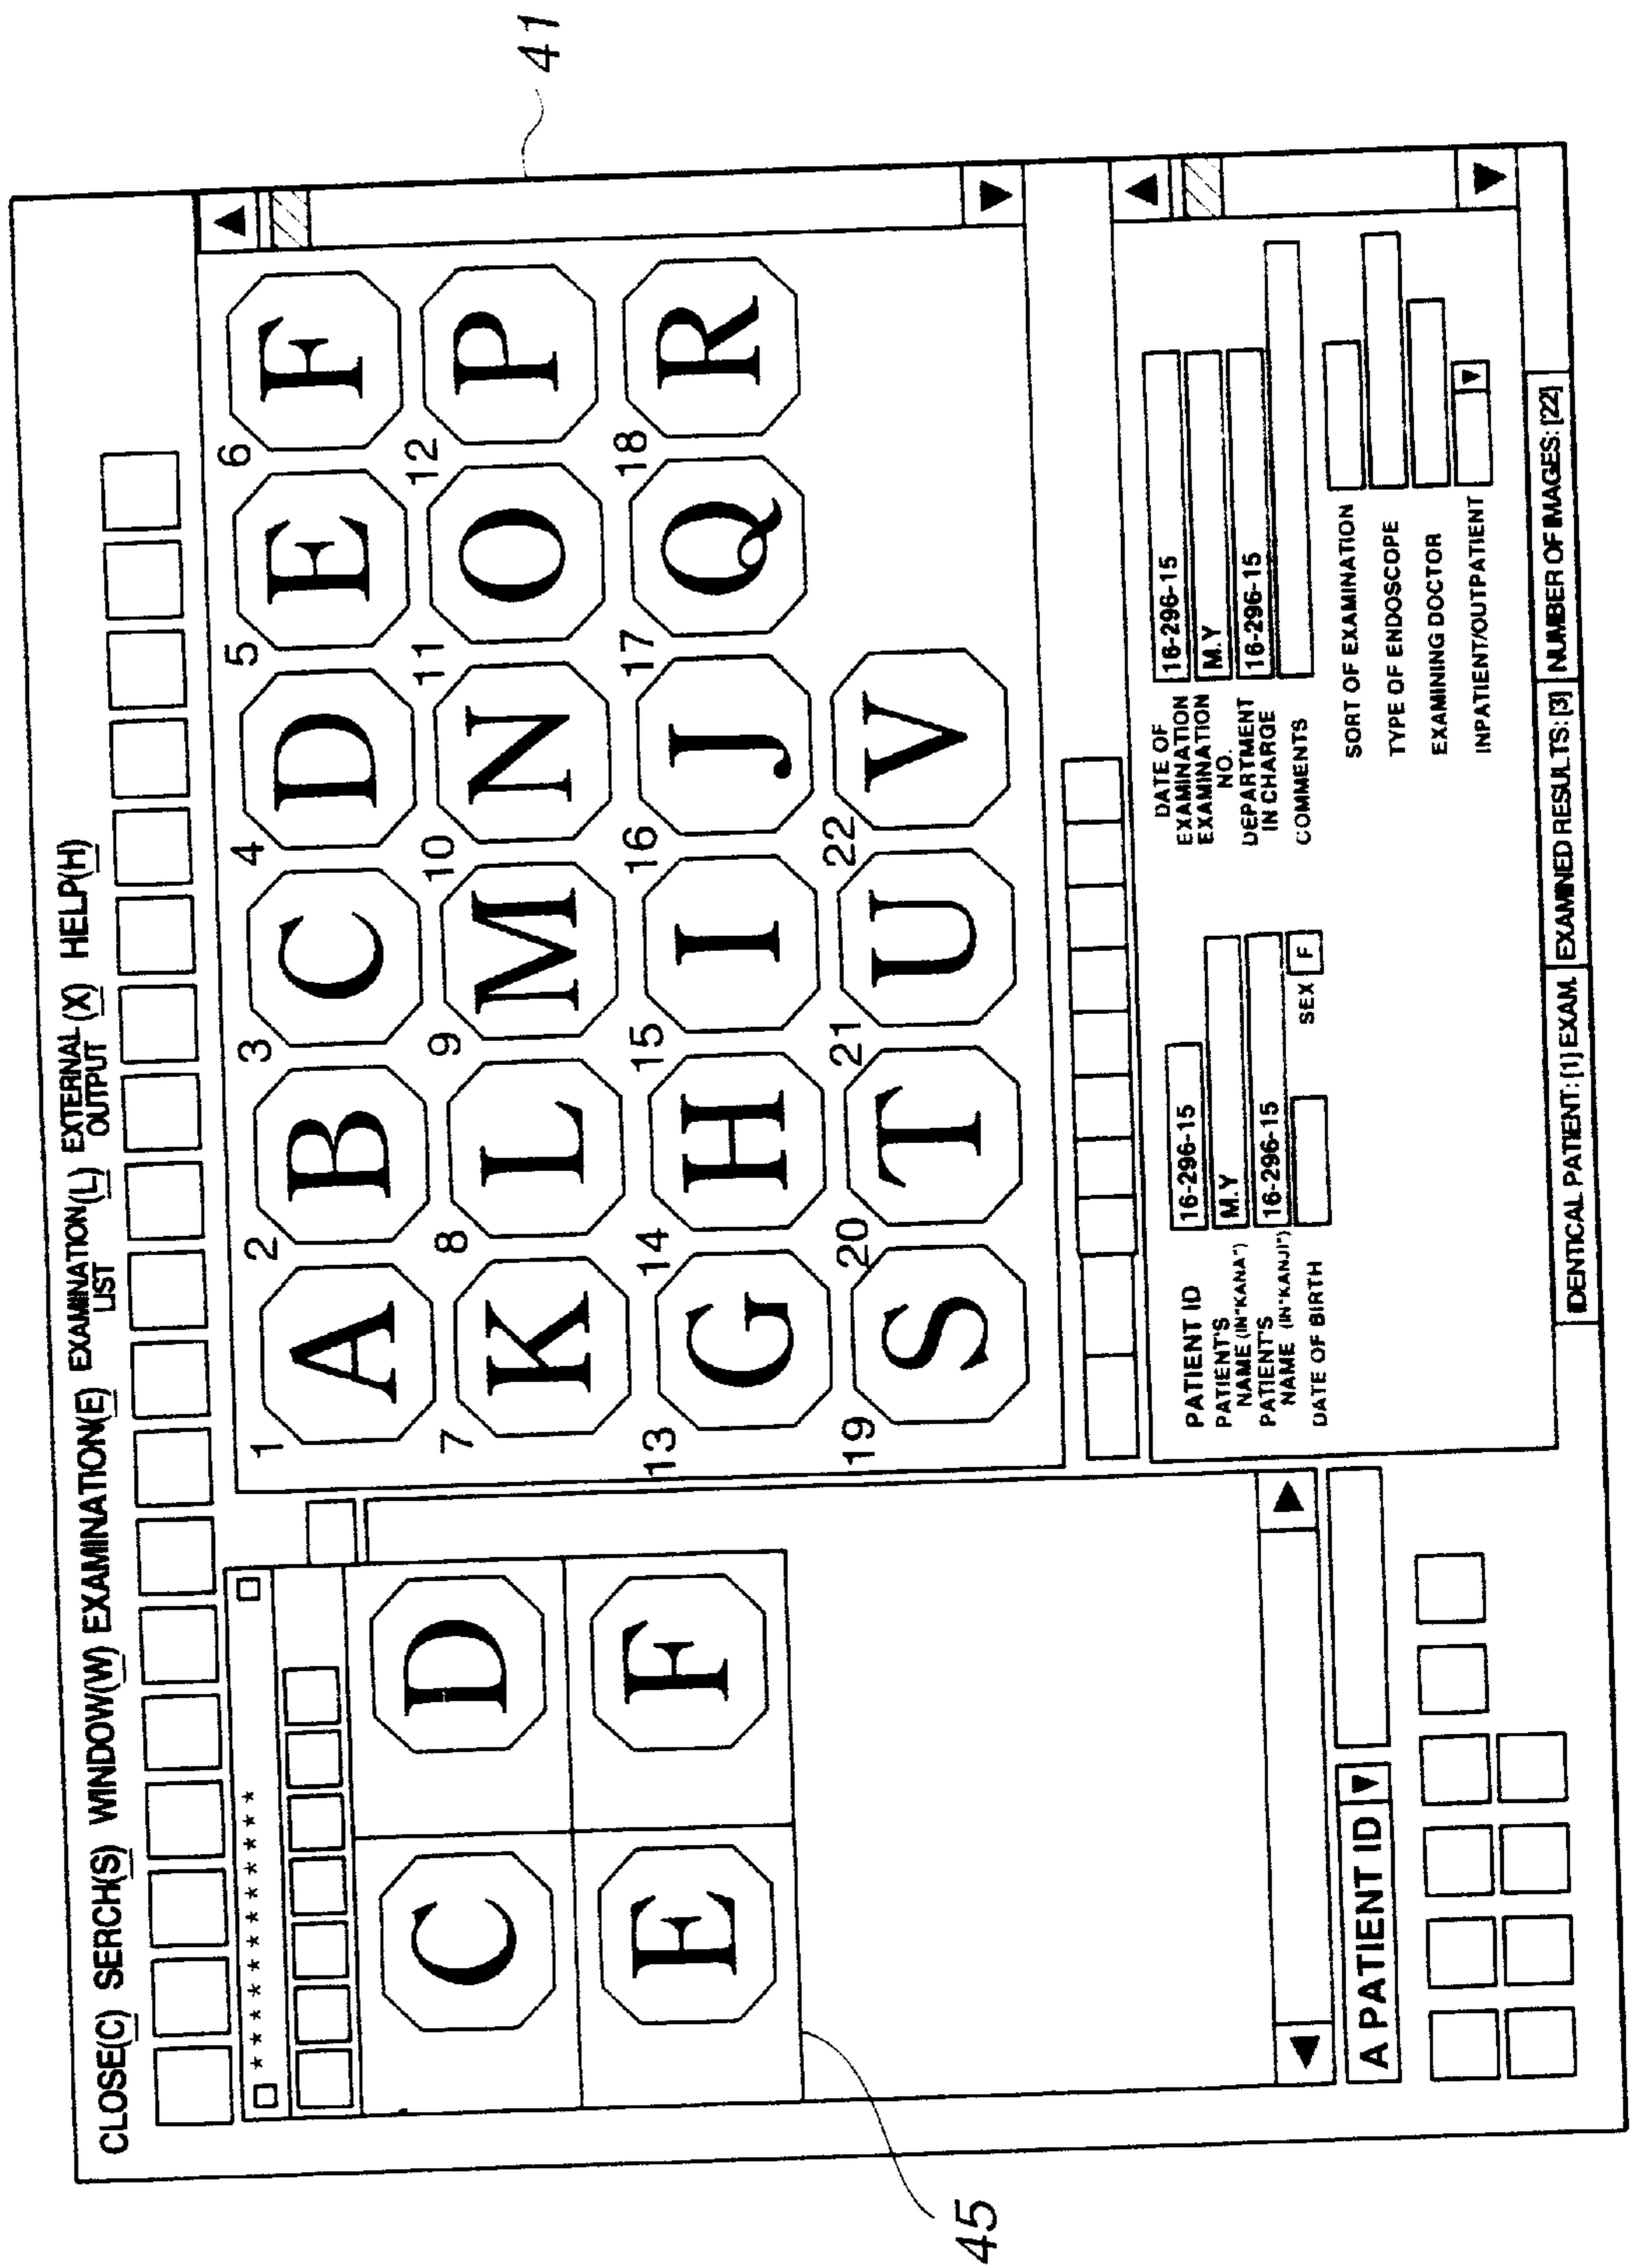 CLOSE(C) SERCH(S) WINDOW(W) EXAMINATION(E) EXAMINATION LIST (L) EXTERNAL OUTPUT (X) HELP(H)
41
* * * * * * * * * * * * * *
C D
E F
45
1 A 2 B 3 C 4 D 5 E 6 F
7 K 8 L 9 M 10 N 11 O 12 P
13 G 14 H 15 I 16 J 17 Q 18 R
19 S 20 T 21 U 22 V
A PATIENT ID
PATIENT ID 16-296-15
PATIENT'S
NAME (IN"KANA") M.Y
PATIENT'S
NAME (IN"KANJI") 16-296-15
DATE OF BIRTH SEX F
DATE OF
EXAMINATION 16-296-15
EXAMINATION
NO. M.Y
DEPARTMENT
IN CHARGE 16-296-15
COMMENTS
SORT OF EXAMINATION
TYPE OF ENDOSCOPE
EXAMINING DOCTOR
INPATIENT/OUTPATIENT
IDENTICAL PATIENT: [1] EXAM. EXAMINED RESULTS: [3] NUMBER OF IMAGES: [22]